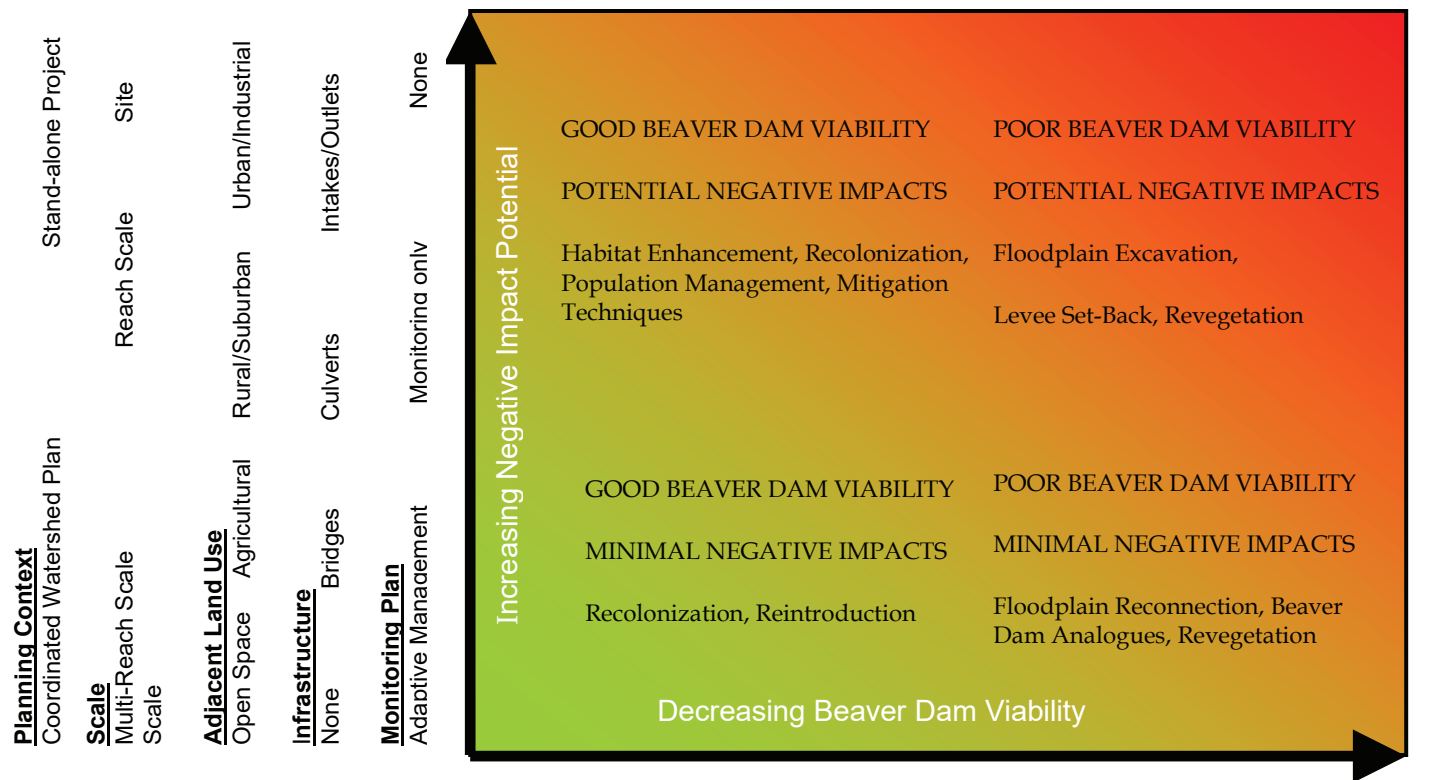 Planning Context
Coordinated Watershed Plan
Stand-alone Project
Scale
Multi-Reach Scale
Scale
Reach Scale
Site
Adjacent Land Use
Open Space
Agricultural
Rural/Suburban
Urban/Industrial
Infrastructure
None
Bridges
Culverts
Intakes/Outlets
Monitoring Plan
Adaptive Management
Monitoring only
None
Increasing Negative Impact Potential
GOOD BEAVER DAM VIABILITY
POTENTIAL NEGATIVE IMPACTS
Habitat Enhancement, Recolonization,
Population Management, Mitigation
Techniques
POOR BEAVER DAM VIABILITY
POTENTIAL NEGATIVE IMPACTS
Floodplain Excavation,
Levee Set-Back, Revegetation
GOOD BEAVER DAM VIABILITY
MINIMAL NEGATIVE IMPACTS
Recolonization, Reintroduction
POOR BEAVER DAM VIABILITY
MINIMAL NEGATIVE IMPACTS
Floodplain Reconnection, Beaver
Dam Analogues, Revegetation
Decreasing Beaver Dam Viability